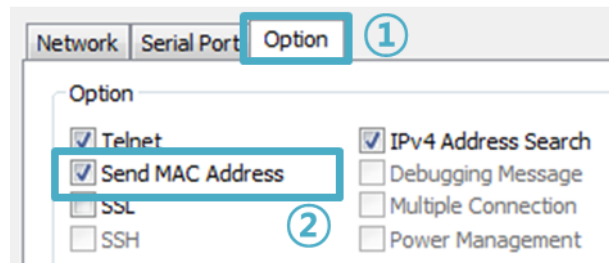 Network Serial Port Option ①
Option
Telnet IPv4 Address Search
Send MAC Address Debugging Message
SSL Multiple Connection
② 
SSH Power Management